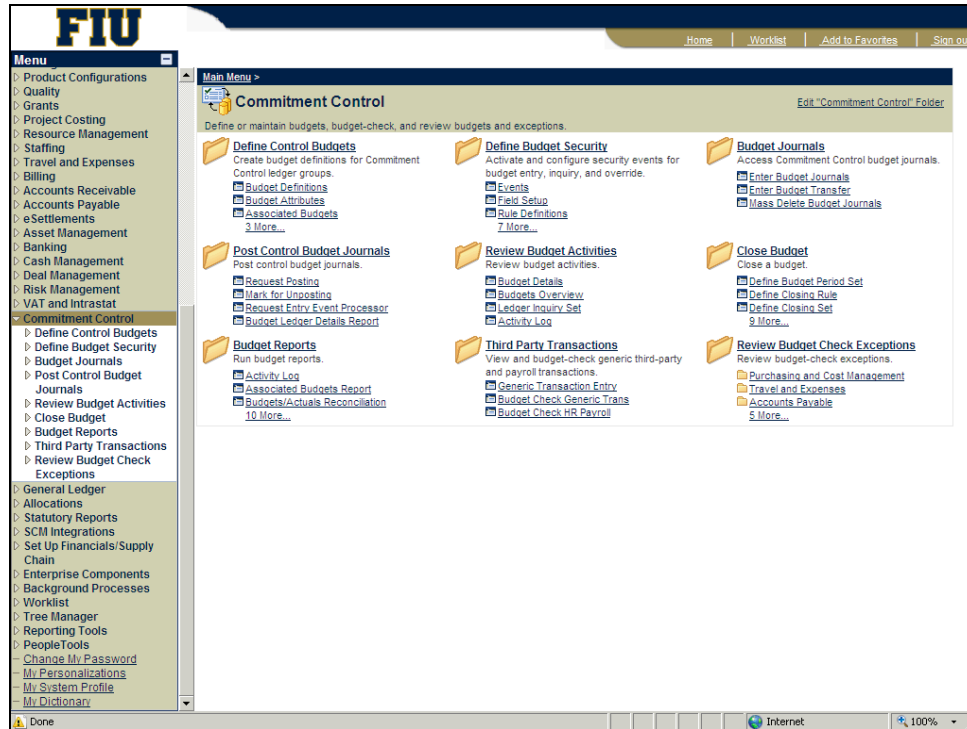 FIU
Home
Worklist
Add to Favorites
Sign ou
Menu
Product Configurations
Quality
Grants
Project Costing
Resource Management
Staffing
Travel and Expenses
Billing
Accounts Receivable
Accounts Payable
eSettlements
Asset Management
Banking
Cash Management
Deal Management
Risk Management
VAT and Intrastat
Commitment Control
Define Control Budgets
Define Budget Security
Budget Journals
Post Control Budget
Journals
Review Budget Activities
Close Budget
Budget Reports
Third Party Transactions
Review Budget Check
Exceptions
General Ledger
Allocations
Statutory Reports
SCM Integrations
Set Up Financials/Supply
Chain
Enterprise Components
Background Processes
Worklist
Tree Manager
Reporting Tools
PeopleTools
Change My Password
My Personalizations
My System Profile
My Dictionary
Main Menu >
Commitment Control
Edit "Commitment Control" Folder
Define or maintain budgets, budget-check, and review budgets and exceptions.
Define Control Budgets
Create budget definitions for Commitment
Control ledger groups.
Budget Definitions
Budget Attributes
Associated Budgets
3 More...
Define Budget Security
Activate and configure security events for
budget entry, inquiry, and override.
Events
Field Setup
Rule Definitions
7 More...
Budget Journals
Access Commitment Control budget journals.
Enter Budget Journals
Enter Budget Transfer
Mass Delete Budget Journals
Post Control Budget Journals
Post control budget journals.
Request Posting
Mark for Unposting
Request Entry Event Processor
Budget Ledger Details Report
Review Budget Activities
Review budget activities.
Budget Details
Budgets Overview
Ledger Inquiry Set
Activity Log
Close Budget
Close a budget.
Define Budget Period Set
Define Closing Rule
Define Closing Set
9 More...
Budget Reports
Run budget reports.
Activity Log
Associated Budgets Report
Budgets/Actuals Reconciliation
10 More...
Third Party Transactions
View and budget-check generic third-party
and payroll transactions.
Generic Transaction Entry
Budget Check Generic Trans
Budget Check HR Payroll
Review Budget Check Exceptions
Review budget-check exceptions.
Purchasing and Cost Management
Travel and Expenses
Accounts Payable
5 More...
Done
Internet
100%